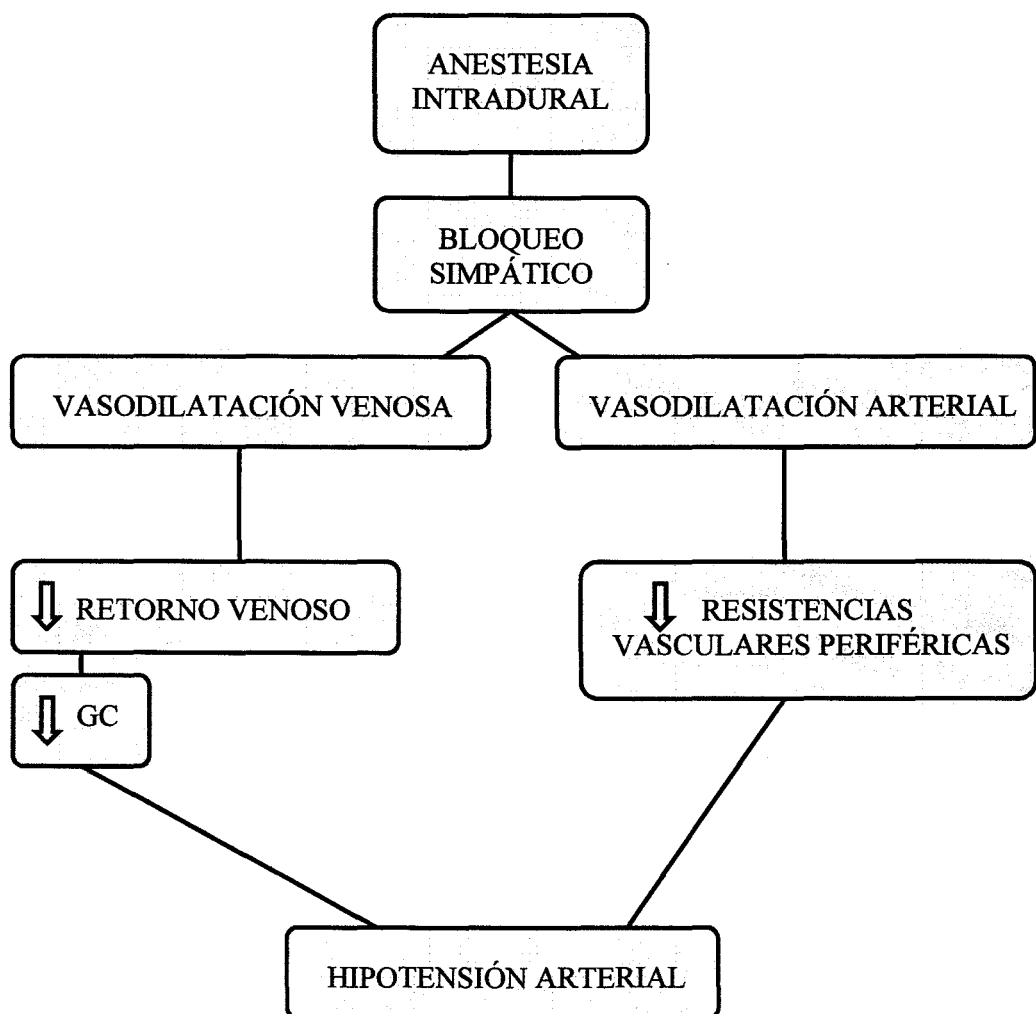 ANESTESIA
INTRADURAL
BLOQUEO
SIMPÁTICO
VASODILATACIÓN VENOSA
VASODILATACIÓN ARTERIAL
RETORNO VENOSO
RESISTENCIAS
VASCULARES PERIFÉRICAS
GC
HIPOTENSIÓN ARTERIAL